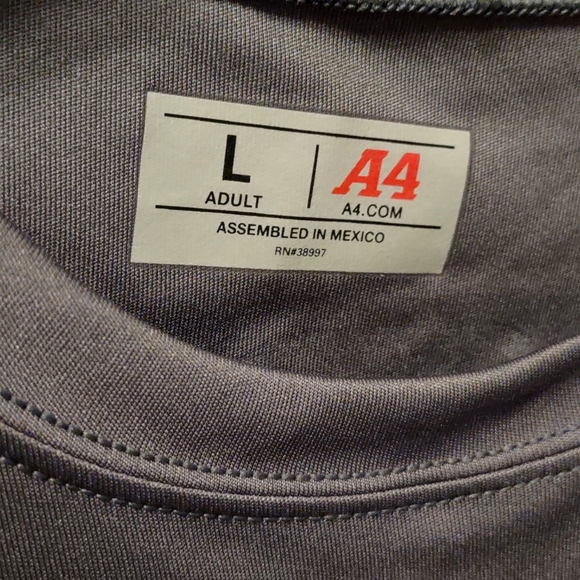 L
ADULT
A4
A4.COM
ASSEMBLED IN MEXICO
RN#38997